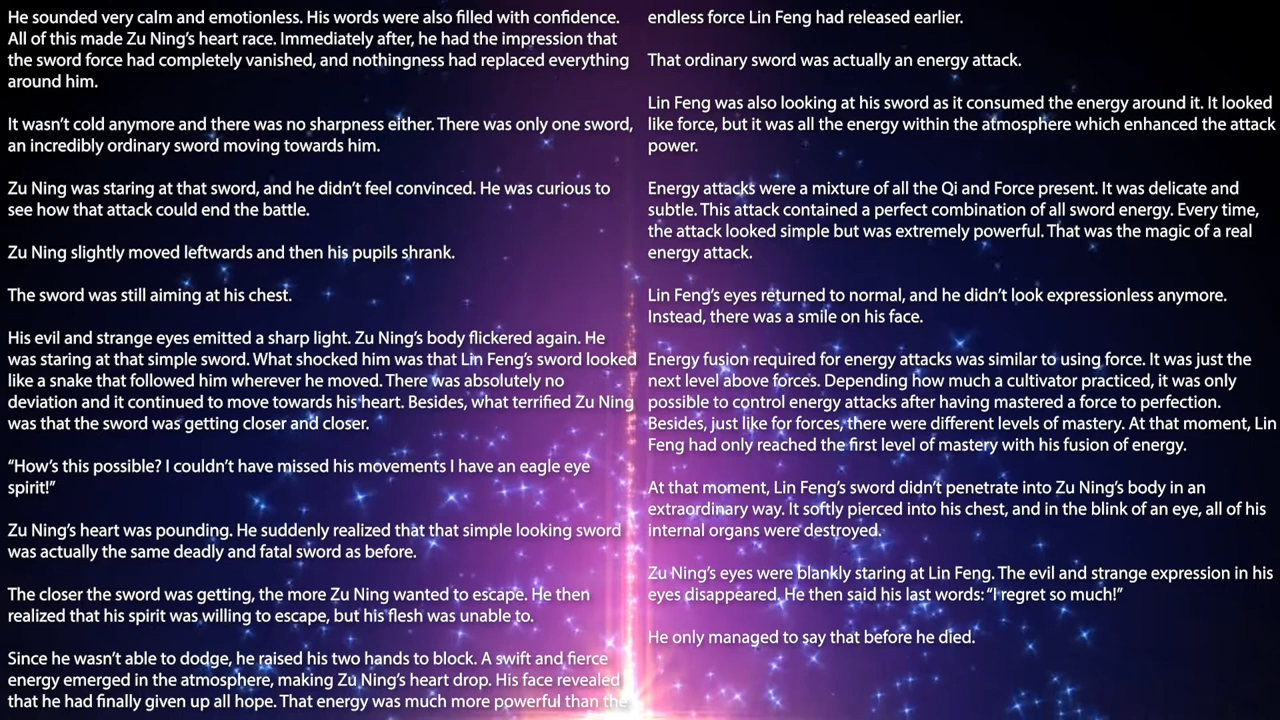 He sounded very calm and emotionless. His words were also filled with confidence.
All of this made Zu Ning's heart race. Immediately after, he had the impression that
the sword force had completely vanished, and nothingness had replaced everything
around him.
It wasn't cold anymore and there was no sharpness either. There was only one sword,
an incredibly ordinary sword moving towards him.
Zu Ning was staring at that sword, and he didn't feel convinced. He was curious to
see how that attack could end the battle.
Zu Ning slightly moved leftwards and then his pupils shrank.
The sword was still aiming at his chest.
His evil and strange eyes emitted a sharp light. Zu Ning's body flickered again. He
was staring at that simple sword. What shocked him was that Lin Feng's sword looked
like a snake that followed him wherever he moved. There was absolutely no
deviation and it continued to move towards his heart. Besides, what terrified Zu Ning
was that the sword was getting closer and closer.
“How's this possible? I couldn't have missed his movements I have an eagle eye
spirit!”
Zu Ning's heart was pounding. He suddenly realized that that simple looking sword
was actually the same deadly and fatal sword as before.
The closer the sword was getting, the more Zu Ning wanted to escape. He then
realized that his spirit was willing to escape, but his flesh was unable to.
Since he wasn't able to dodge, he raised his two hands to block. A swift and fierce
energy emerged in the atmosphere, making Zu Ning's heart drop. His face revealed
that he had finally given up all hope. That energy was much more powerful than the
endless force Lin Feng had released earlier.
That ordinary sword was actually an energy attack.
Lin Feng was also looking at his sword as it consumed the energy around it. It looked
like force, but it was all the energy within the atmosphere which enhanced the attack
power.
Energy attacks were a mixture of all the Qi and Force present. It was delicate and
subtle. This attack contained a perfect combination of all sword energy. Every time,
the attack looked simple but was extremely powerful. That was the magic of a real
energy attack.
Lin Feng's eyes returned to normal, and he didn't look expressionless anymore.
Instead, there was a smile on his face.
Energy fusion required for energy attacks was similar to using force. It was just the
next level above forces. Depending how much a cultivator practiced, it was only
possible to control energy attacks after having mastered a force to perfection.
Besides, just like for forces, there were different levels of mastery. At that moment, Lin
Feng had only reached the first level of mastery with his fusion of energy.
At that moment, Lin Feng's sword didn't penetrate into Zu Ning's body in an
extraordinary way. It softly pierced into his chest, and in the blink of an eye, all of his
internal organs were destroyed.
Zu Ning's eyes were blankly staring at Lin Feng. The evil and strange expression in his
eyes disappeared. He then said his last words: “I regret so much!”
He only managed to say that before he died.